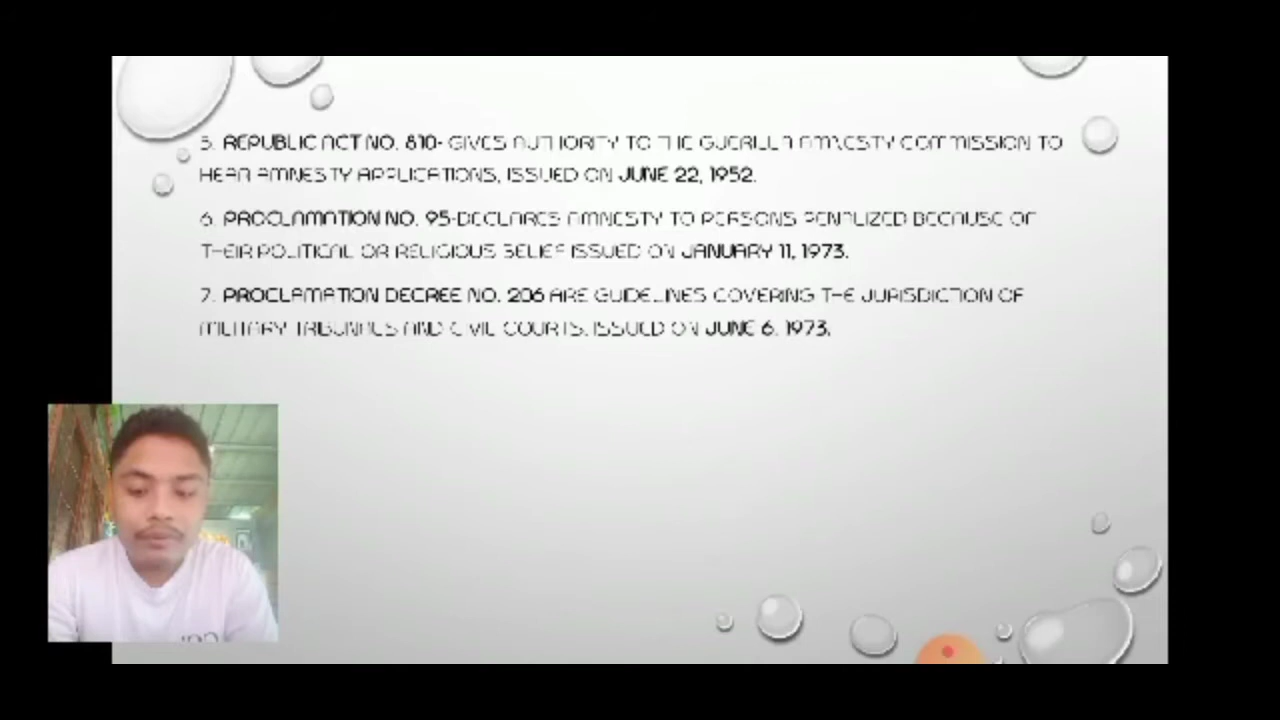 5. REPUBLIC ACT NO. 810- GIVES AUTHORITY TO THE GUERILLA AMNESTY COMMISSION TO
HEAR AMNESTY APPLICATIONS, ISSUED ON JUNE 22, 1952.
6. PROCLAMATION NO. 95-DECLARES AMNESTY TO PERSONS PENALIZED BECAUSE OF
THEIR POLITICAL OR RELIGIOUS BELIEF ISSUED ON JANUARY 11, 1973.
7. PROCLAMATION DECREE NO. 206 ARE GUIDELINES COVERING THE JURISDICTION OF
MILITARY TRIBUNALS AND CIVIL COURTS. ISSUED ON JUNE 6, 1973.